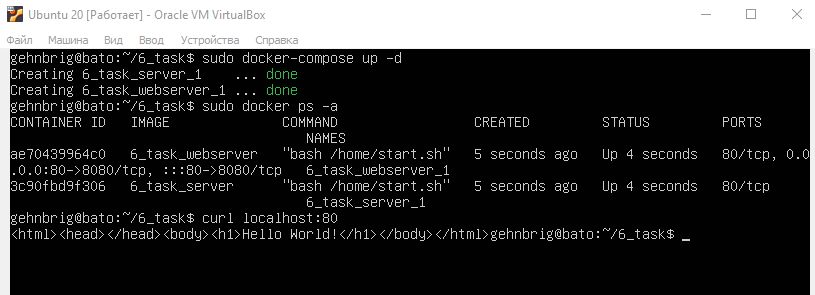 Ubuntu 20 [Работает] - Oracle VM VirtualBox
Файл Машина Вид Ввод Устройства Справка
gehnbrig@bato:~/6_task$ sudo docker-compose up -d
Creating 6_task_server_1    ... done
Creating 6_task_webserver_1 ... done
gehnbrig@bato:~/6_task$ sudo docker ps -a
CONTAINER ID   IMAGE              COMMAND                 CREATED         STATUS         PORTS
NAMES
ae70439964c0   6_task_webserver   "bash /home/start.sh"   5 seconds ago   Up 4 seconds   80/tcp, 0.0
.0.0:80->8080/tcp, :::80->8080/tcp   6_task_webserver_1
3c90fbd9f306   6_task_server      "bash /home/start.sh"   5 seconds ago   Up 4 seconds   80/tcp
6_task_server_1
gehnbrig@bato:~/6_task$ curl localhost:80
<html><head></head><body><h1>Hello World!</h1></body></html>gehnbrig@bato:~/6_task$ _